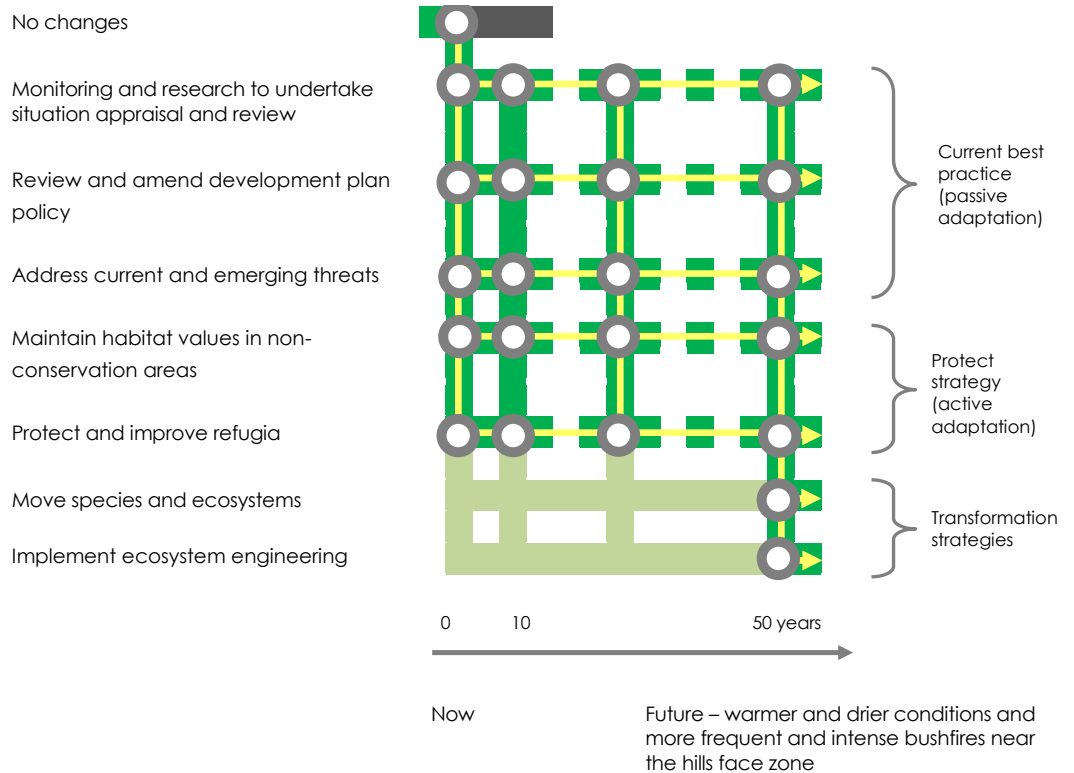 No changes
Monitoring and research to undertake
situation appraisal and review
Review and amend development plan
policy
Address current and emerging threats
Maintain habitat values in non-
conservation areas
Protect and improve refugia
Move species and ecosystems
Implement ecosystem engineering
Current best
practice
(passive
adaptation)
Protect
strategy
(active
adaptation)
Transformation
strategies
0
10
50 years
Now
Future – warmer and drier conditions and
more frequent and intense bushfires near
the hills face zone